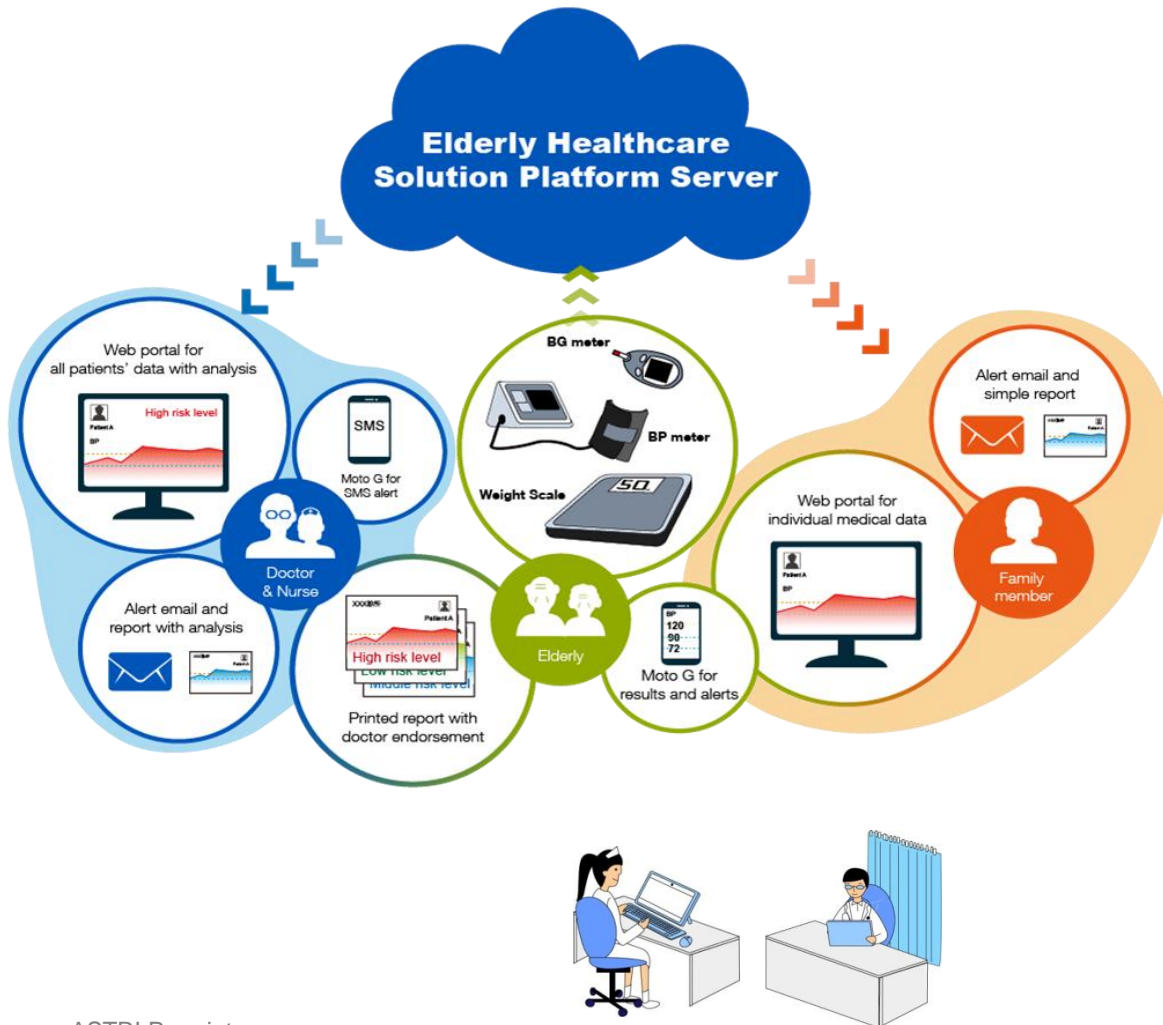 Elderly Healthcare
Solution Platform Server
Web portal for
all patients' data with analysis
High risk level
Patient A
BP
SMS
Moto G for
SMS alert
Doctor
& Nurse
Alert email and
report with analysis
BG meter
BP meter
Weight Scale
50.
Elderly
Patient A
High risk level
Low risk level
Middle risk level
Printed report with
doctor endorsement
BP
120
90
72
Moto G for
results and alerts
Web portal for
individual medical data
Patient A
BP
Alert email and
simple report
Family
member